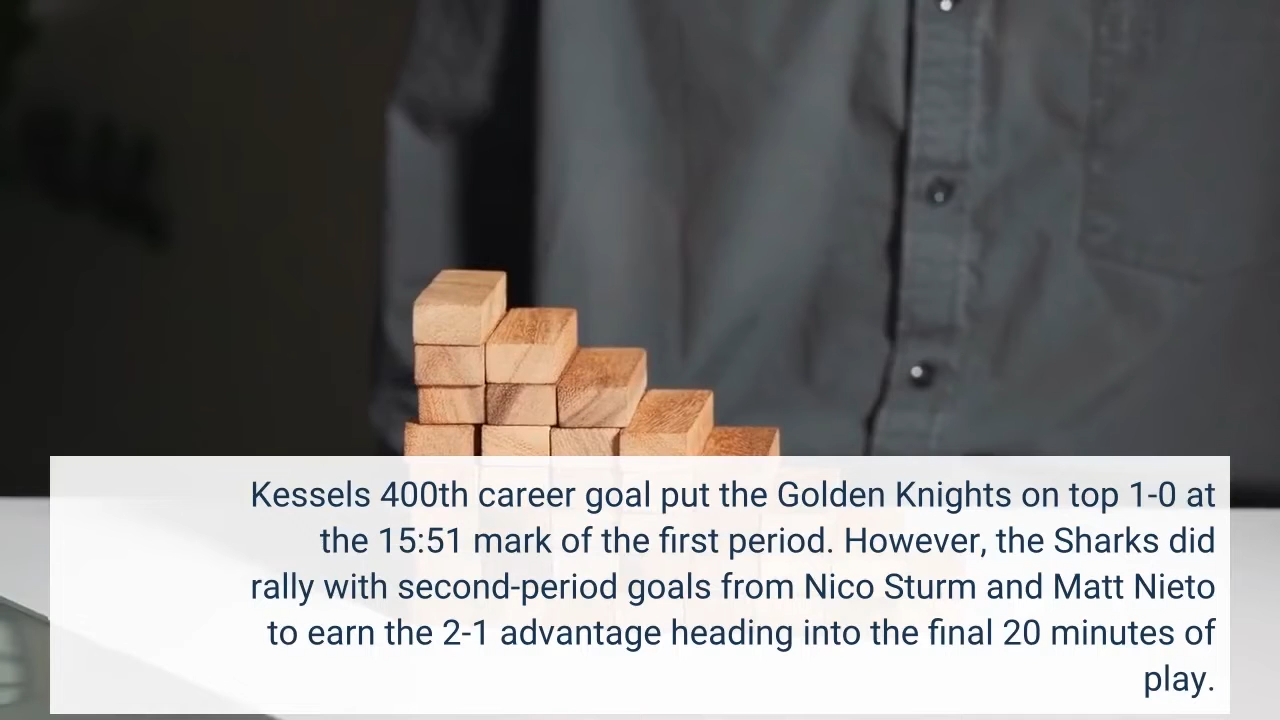 Kessels 400th career goal put the Golden Knights on top 1-0 at
the 15:51 mark of the first period. However, the Sharks did
rally with second-period goals from Nico Sturm and Matt Nieto
to earn the 2-1 advantage heading into the final 20 minutes of
play.